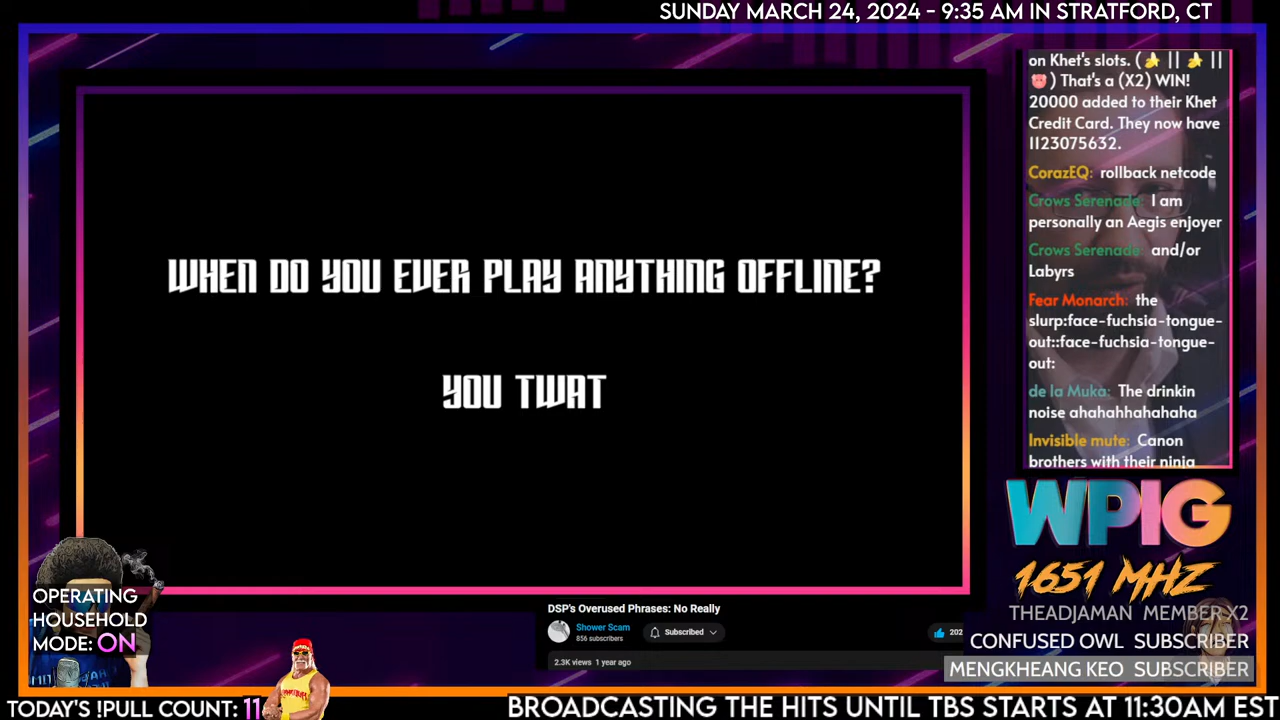 SUNDAY MARCH 24, 2024 - 9:35 AM IN STRATFORD, CT
WHEN DO YOU EVER PLAY ANYTHING OFFLINE?
YOU TWAT
on Khet's slots. (🍌 || 🍌 ||
🐷) That's a (X2) WIN!
20000 added to their Khet
Credit Card. They now have
1123075632.
CorazEQ: rollback netcode
Crows Serenade: I am
personally an Aegis enjoyer
Crows Serenade: and/or
Labyrs
Fear Monarch: the
slurp:face-fuchsia-tongue-
out::face-fuchsia-tongue-
out:
de la Muka: The drinkin
noise ahahahhahahaha
Invisible mute: Canon
brothers with their ninja
WPIG
1651 MHZ
THEADJAMAN MEMBER X2
CONFUSED OWL SUBSCRIBER
MENGKHEANG KEO SUBSCRIBER
OPERATING
HOUSEHOLD
MODE: ON
DSP's Overused Phrases: No Really
Shower Scam
856 subscribers
Subscribed
202
2.3K views 1 year ago
TODAY'S !PULL COUNT: 11
BROADCASTING THE HITS UNTIL TBS STARTS AT 11:30AM EST